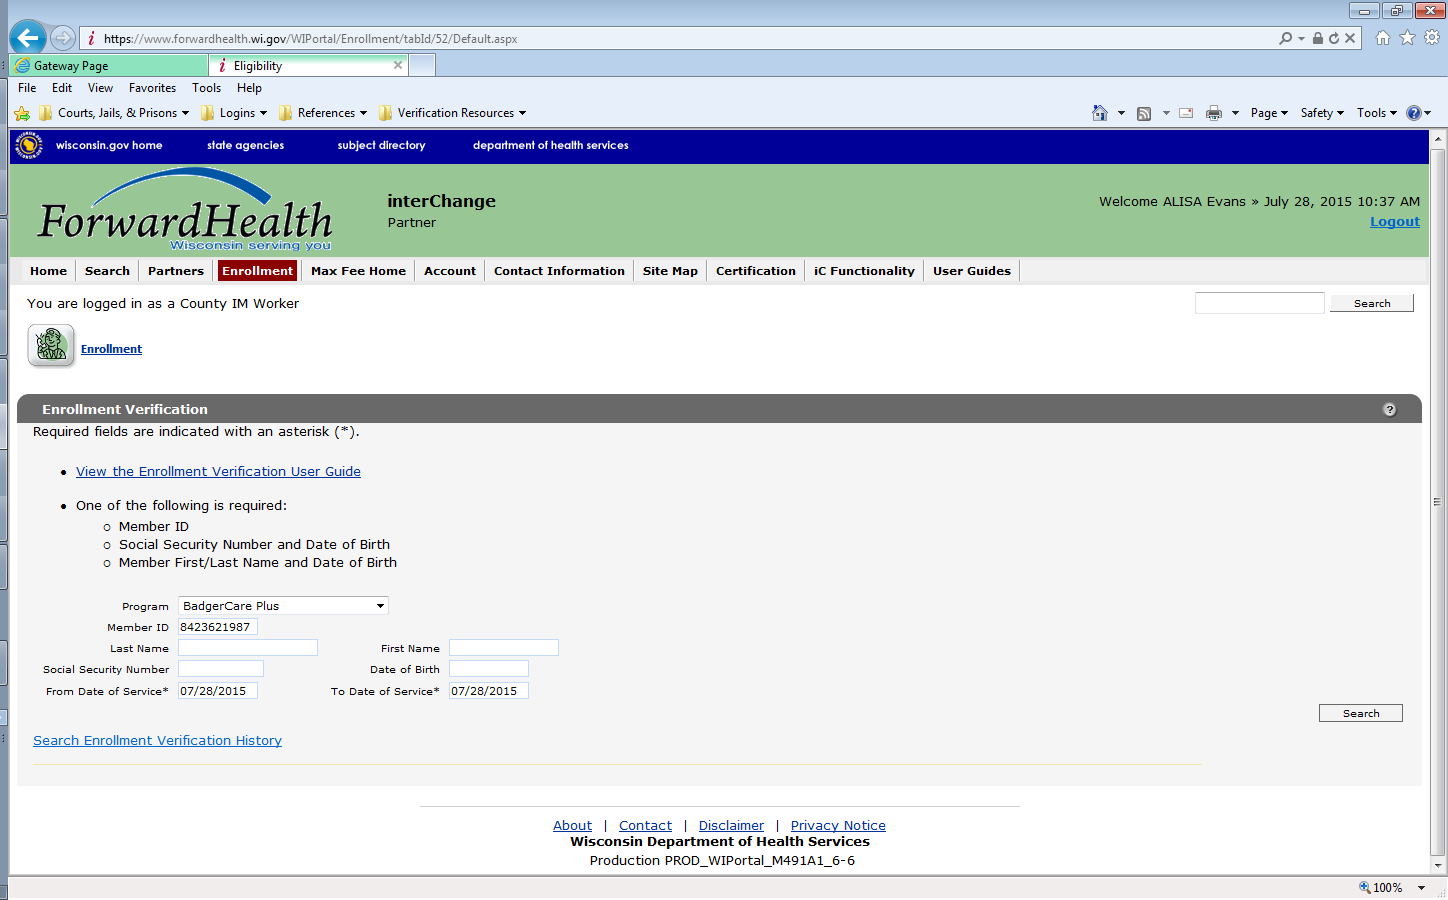 https://www.forwardhealth.wi.gov/WIPortal/Enrollment/tabId/52/Default.aspx
Gateway Page
Eligibility
File Edit View Favorites Tools Help
Courts, Jails, & Prisons Logins References Verification Resources Page Safety Tools
wisconsin.gov home state agencies subject directory department of health services
ForwardHealth
Wisconsin serving you
interChange
Partner
Welcome ALISA Evans » July 28, 2015 10:37 AM
Logout
Home Search Partners Enrollment Max Fee Home Account Contact Information Site Map Certification iC Functionality User Guides
You are logged in as a County IM Worker
Search
Enrollment
Enrollment Verification
?
Required fields are indicated with an asterisk (*).
View the Enrollment Verification User Guide
One of the following is required:
Member ID
Social Security Number and Date of Birth
Member First/Last Name and Date of Birth
Program BadgerCare Plus
Member ID 8423621987
Last Name First Name
Social Security Number Date of Birth
From Date of Service* 07/28/2015 To Date of Service* 07/28/2015
Search
Search Enrollment Verification History
About | Contact | Disclaimer | Privacy Notice
Wisconsin Department of Health Services
Production PROD_WIPortal_M491A1_6-6
100%